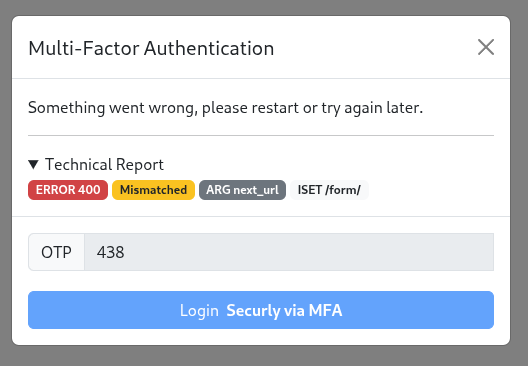 Multi-Factor Authentication
Something went wrong, please restart or try again later.
▼ Technical Report
ERROR 400 Mismatched ARG next_url ISET /form/
OTP 438
Login Securly via MFA